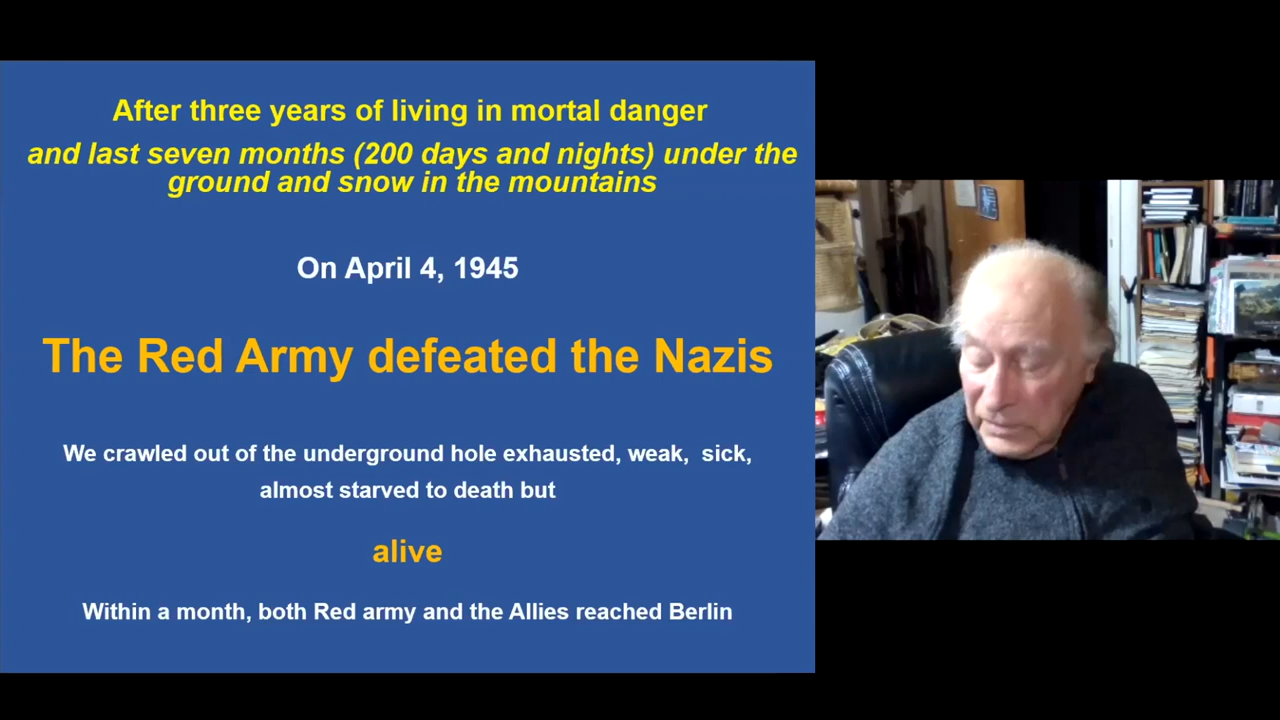 After three years of living in mortal danger
and last seven months (200 days and nights) under the
ground and snow in the mountains
On April 4, 1945
The Red Army defeated the Nazis
We crawled out of the underground hole exhausted, weak, sick,
almost starved to death but
alive
Within a month, both Red army and the Allies reached Berlin